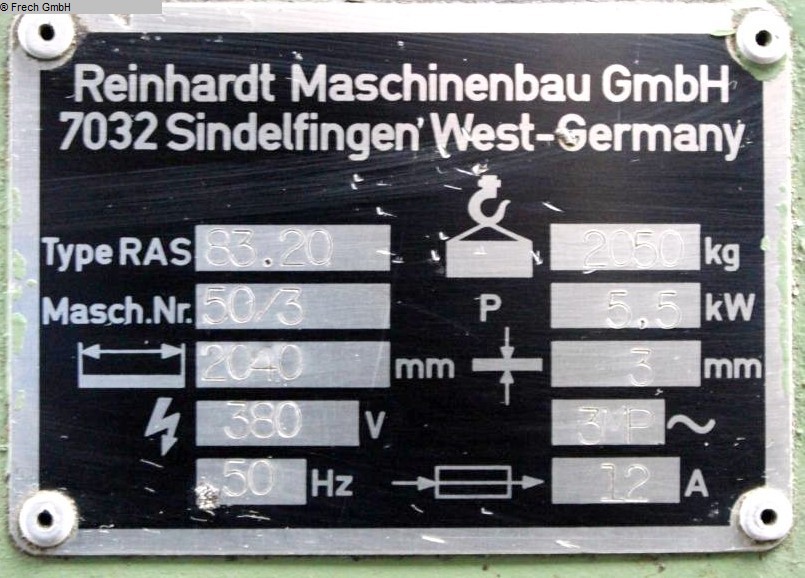 © Frech GmbH
Reinhardt Maschinenbau GmbH
7032 Sindelfingen West-Germany
Type RAS 83.20 2050 kg
Masch.Nr. 50/3 P 5,5 kW
2040 mm 3 mm
380 V 3 P ~
50 Hz 12 A